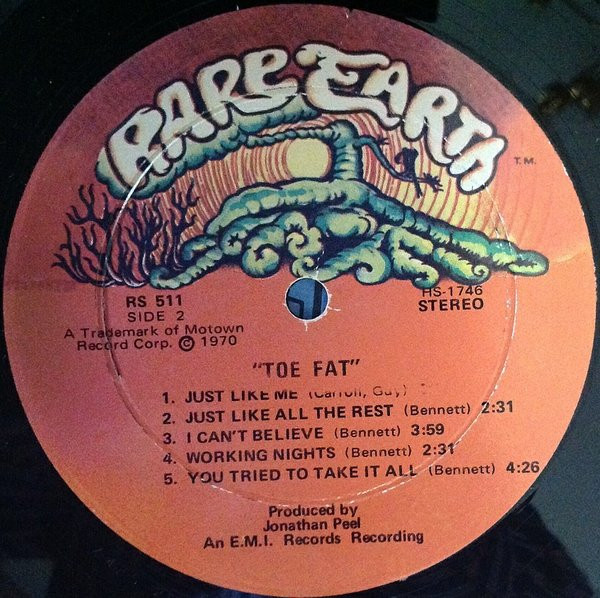 RARE EARTH
T.M.
RS 511
SIDE 2
HS-1746
STEREO
A Trademark of Motown
Record Corp. © 1970
"TOE FAT"
1. JUST LIKE ME (Carroll, Guy)
2. JUST LIKE ALL THE REST (Bennett) 2:31
3. I CAN'T BELIEVE (Bennett) 3:59
4. WORKING NIGHTS (Bennett) 2:31
5. YOU TRIED TO TAKE IT ALL (Bennett) 4:26
Produced by
Jonathan Peel
An E.M.I. Records Recording